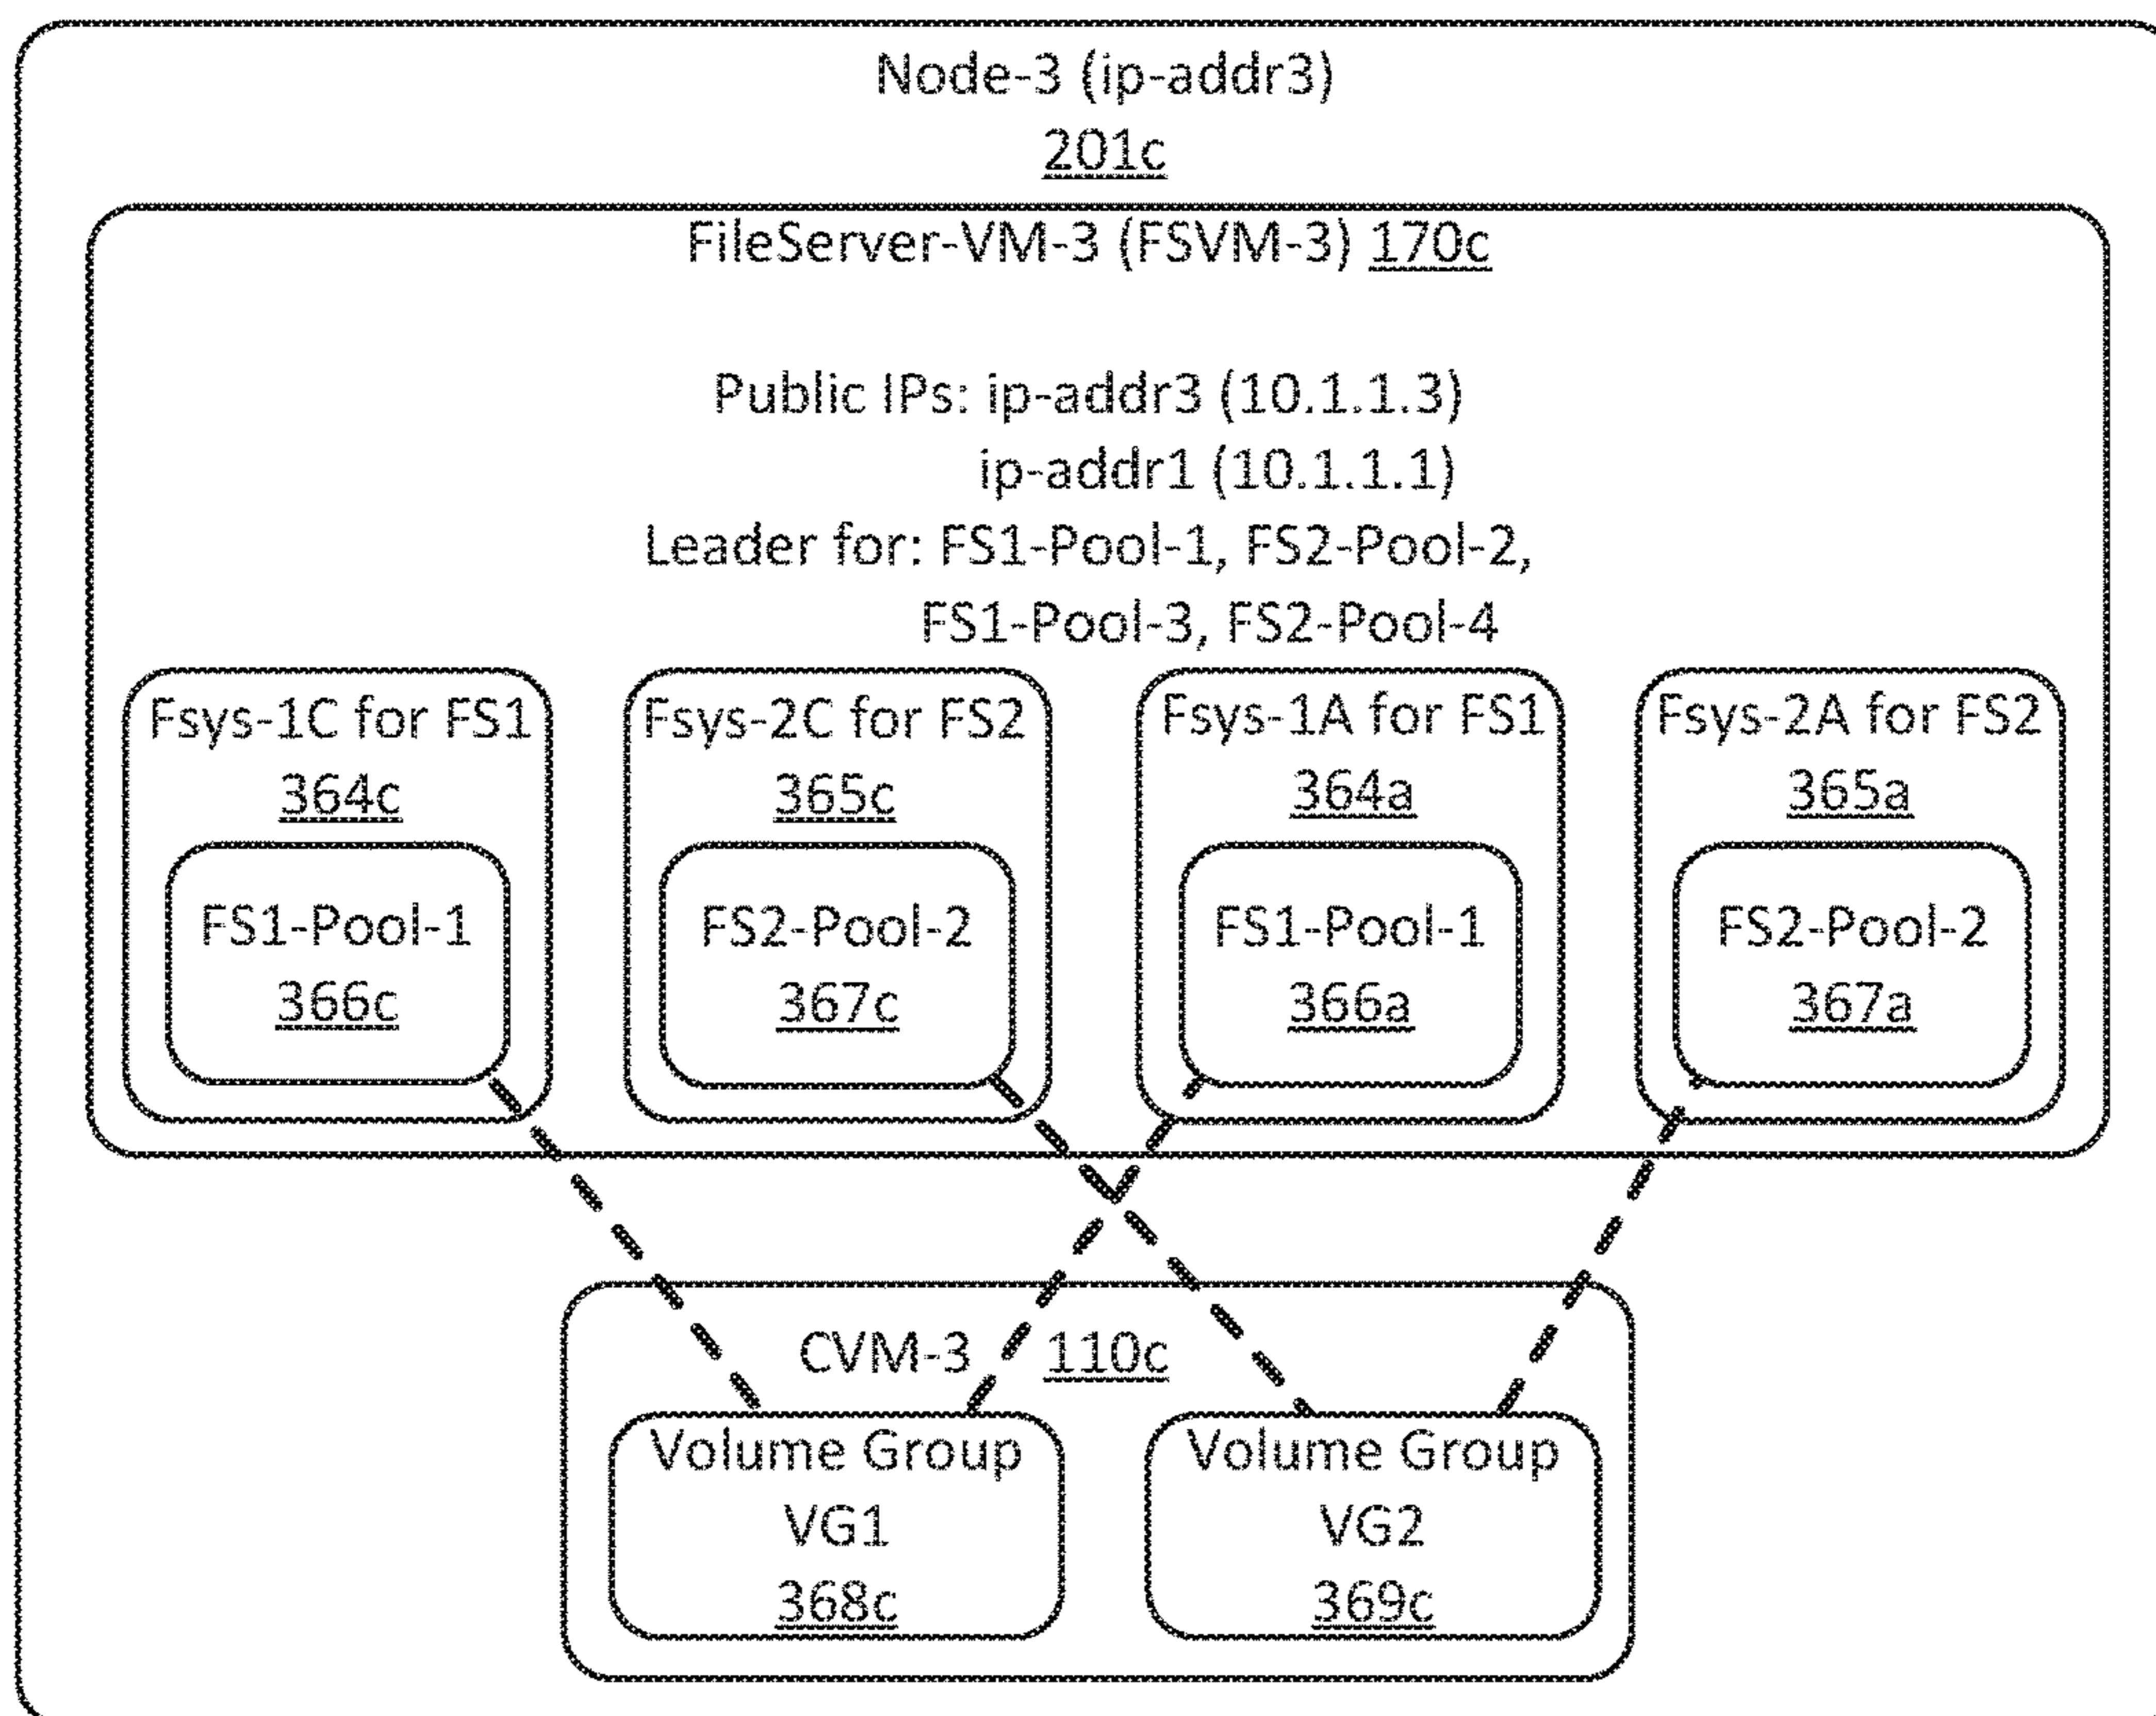 Node-3 (ip-addr3)
201c
FileServer-VM-3 (FSVM-3) 170c
Public IPs: ip-addr3 (10.1.1.3)
ip-addr1 (10.1.1.1)
Leader for: FS1-Pool-1, FS2-Pool-2,
FS1-Pool-3, FS2-Pool-4
Fsys-1C for FS1
364c
FS1-Pool-1
366c
Fsys-2C for FS2
365c
FS2-Pool-2
367c
Fsys-1A for FS1
364a
FS1-Pool-1
366a
Fsys-2A for FS2
365a
FS2-Pool-2
367a
CVM-3 110c
Volume Group
VG1
368c
Volume Group
VG2
369c